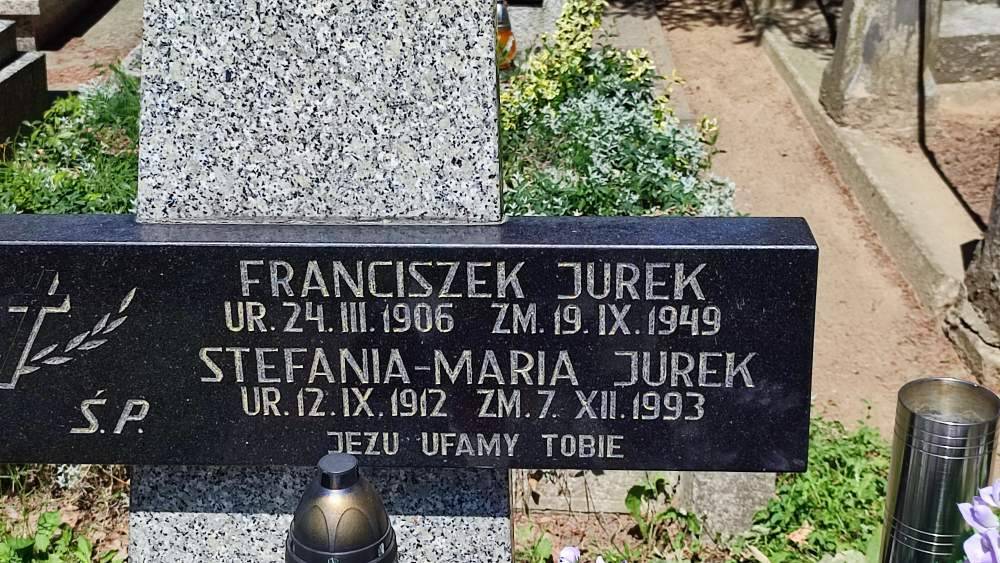 FRANCISZEK JUREK
UR. 24. III. 1906 ZM. 19. IX. 1949
STEFANIA-MARIA JUREK
Ś.P. UR. 12. IX. 1912 ZM. 7. XII. 1993
JEZU UFAMY TOBIE